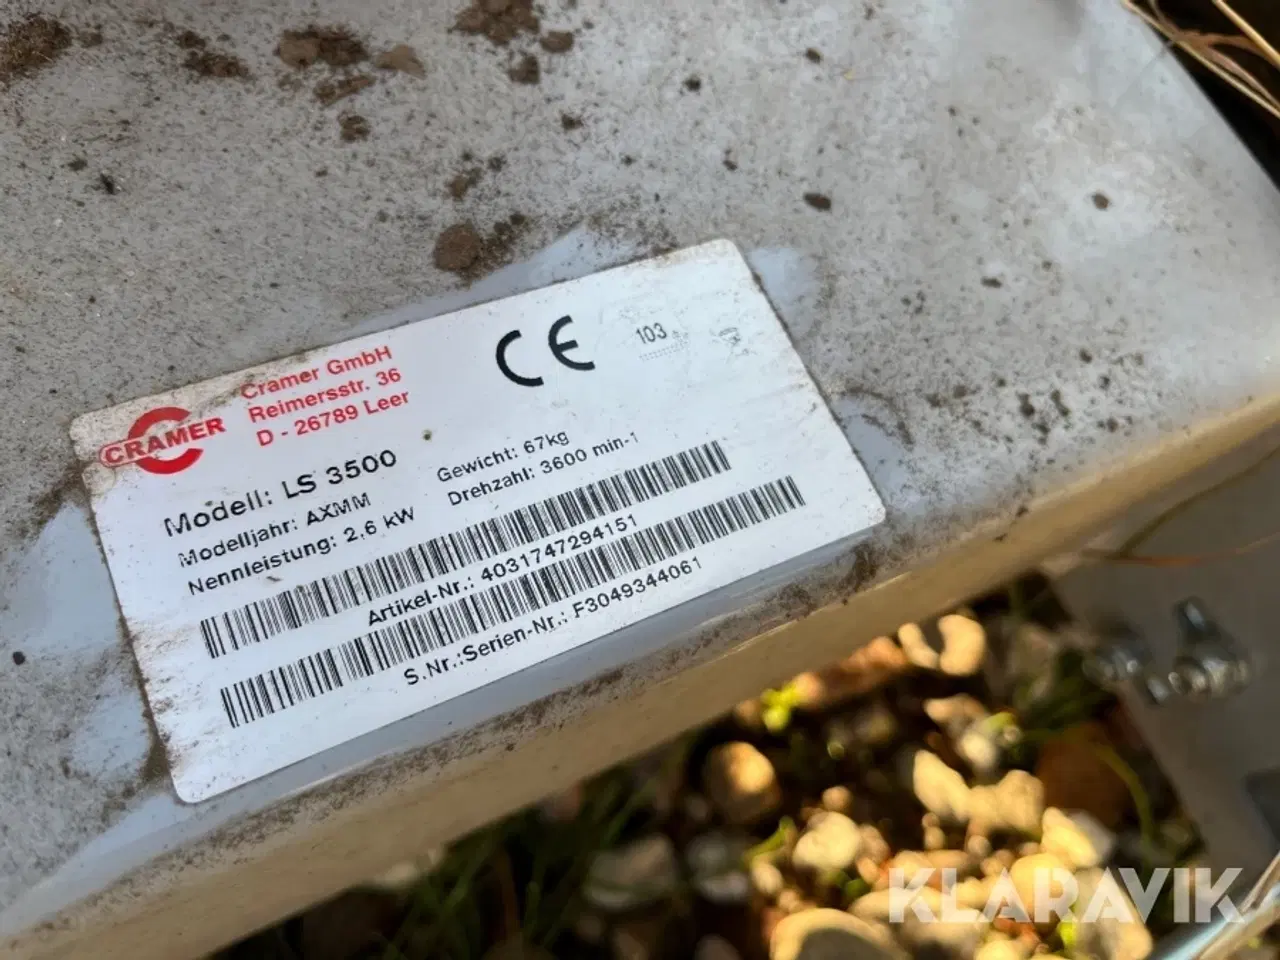 CRAMER
Cramer GmbH
Reimersstr. 36
D - 26789 Leer
CE
103
Modell: LS 3500
Modelljahr: AXMM
Nennleistung: 2.6 kW
Gewicht: 67kg
Drehzahl: 3600 min-1
Artikel-Nr.: 4031747294151
S.Nr.:Serien-Nr.: F3049344061
KLARAVIK